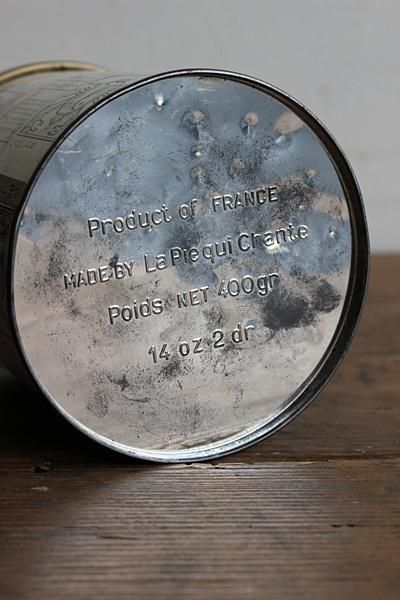 Product of FRANCE
MADE BY La Pie qui Chante
Poids NET 400gr
14 oz 2 dr